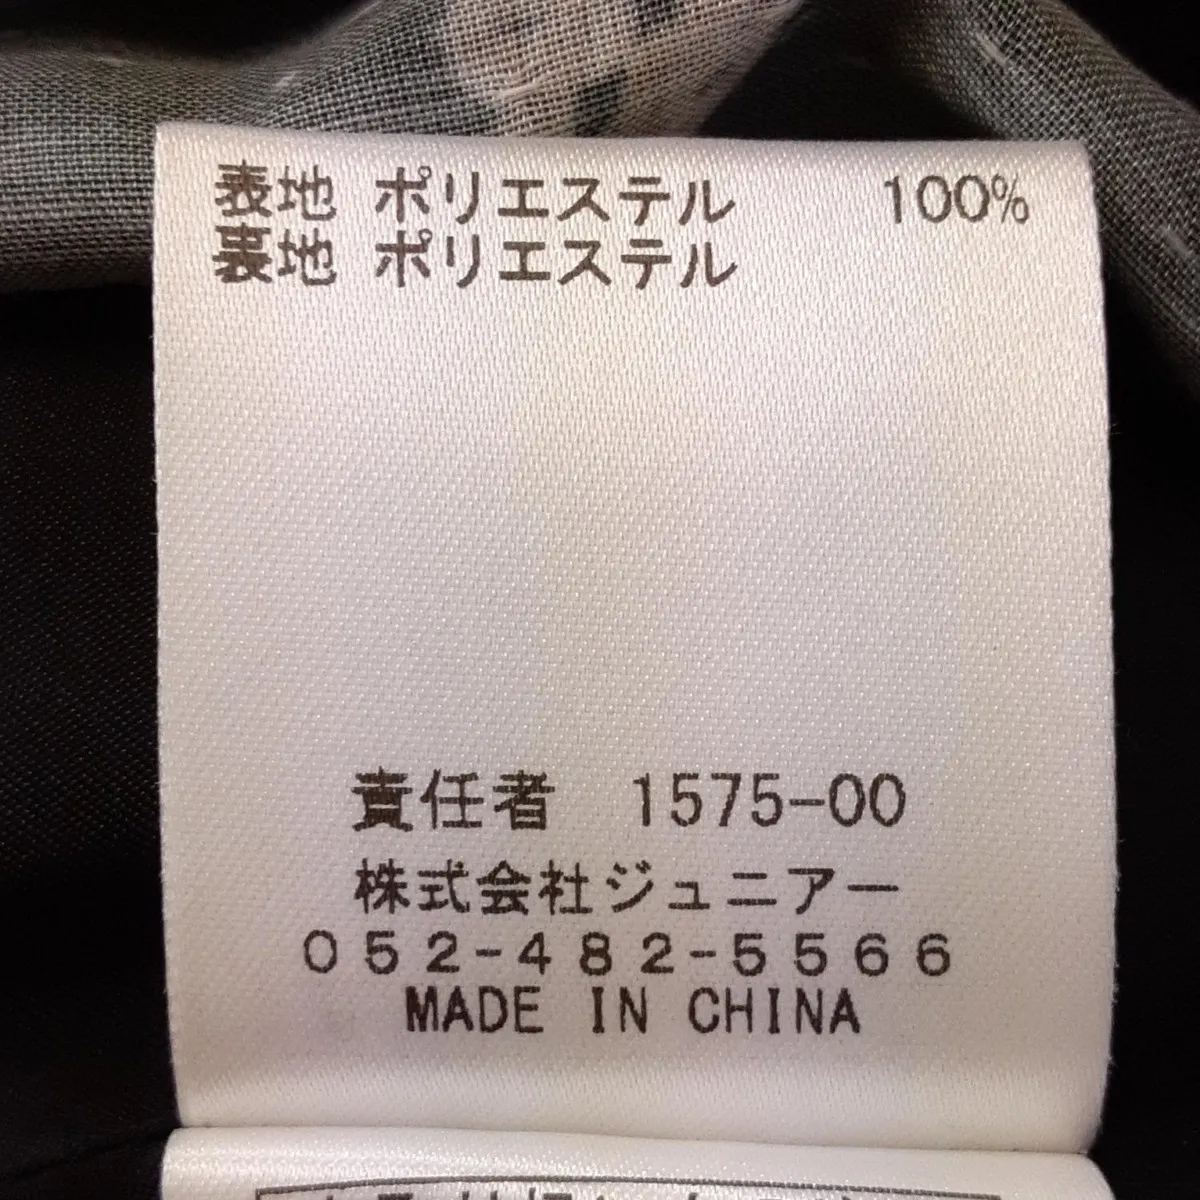 表地 ポリエステル 100%
裏地 ポリエステル
責任者 1575-00
株式会社ジュニアー
052-482-5566
MADE IN CHINA